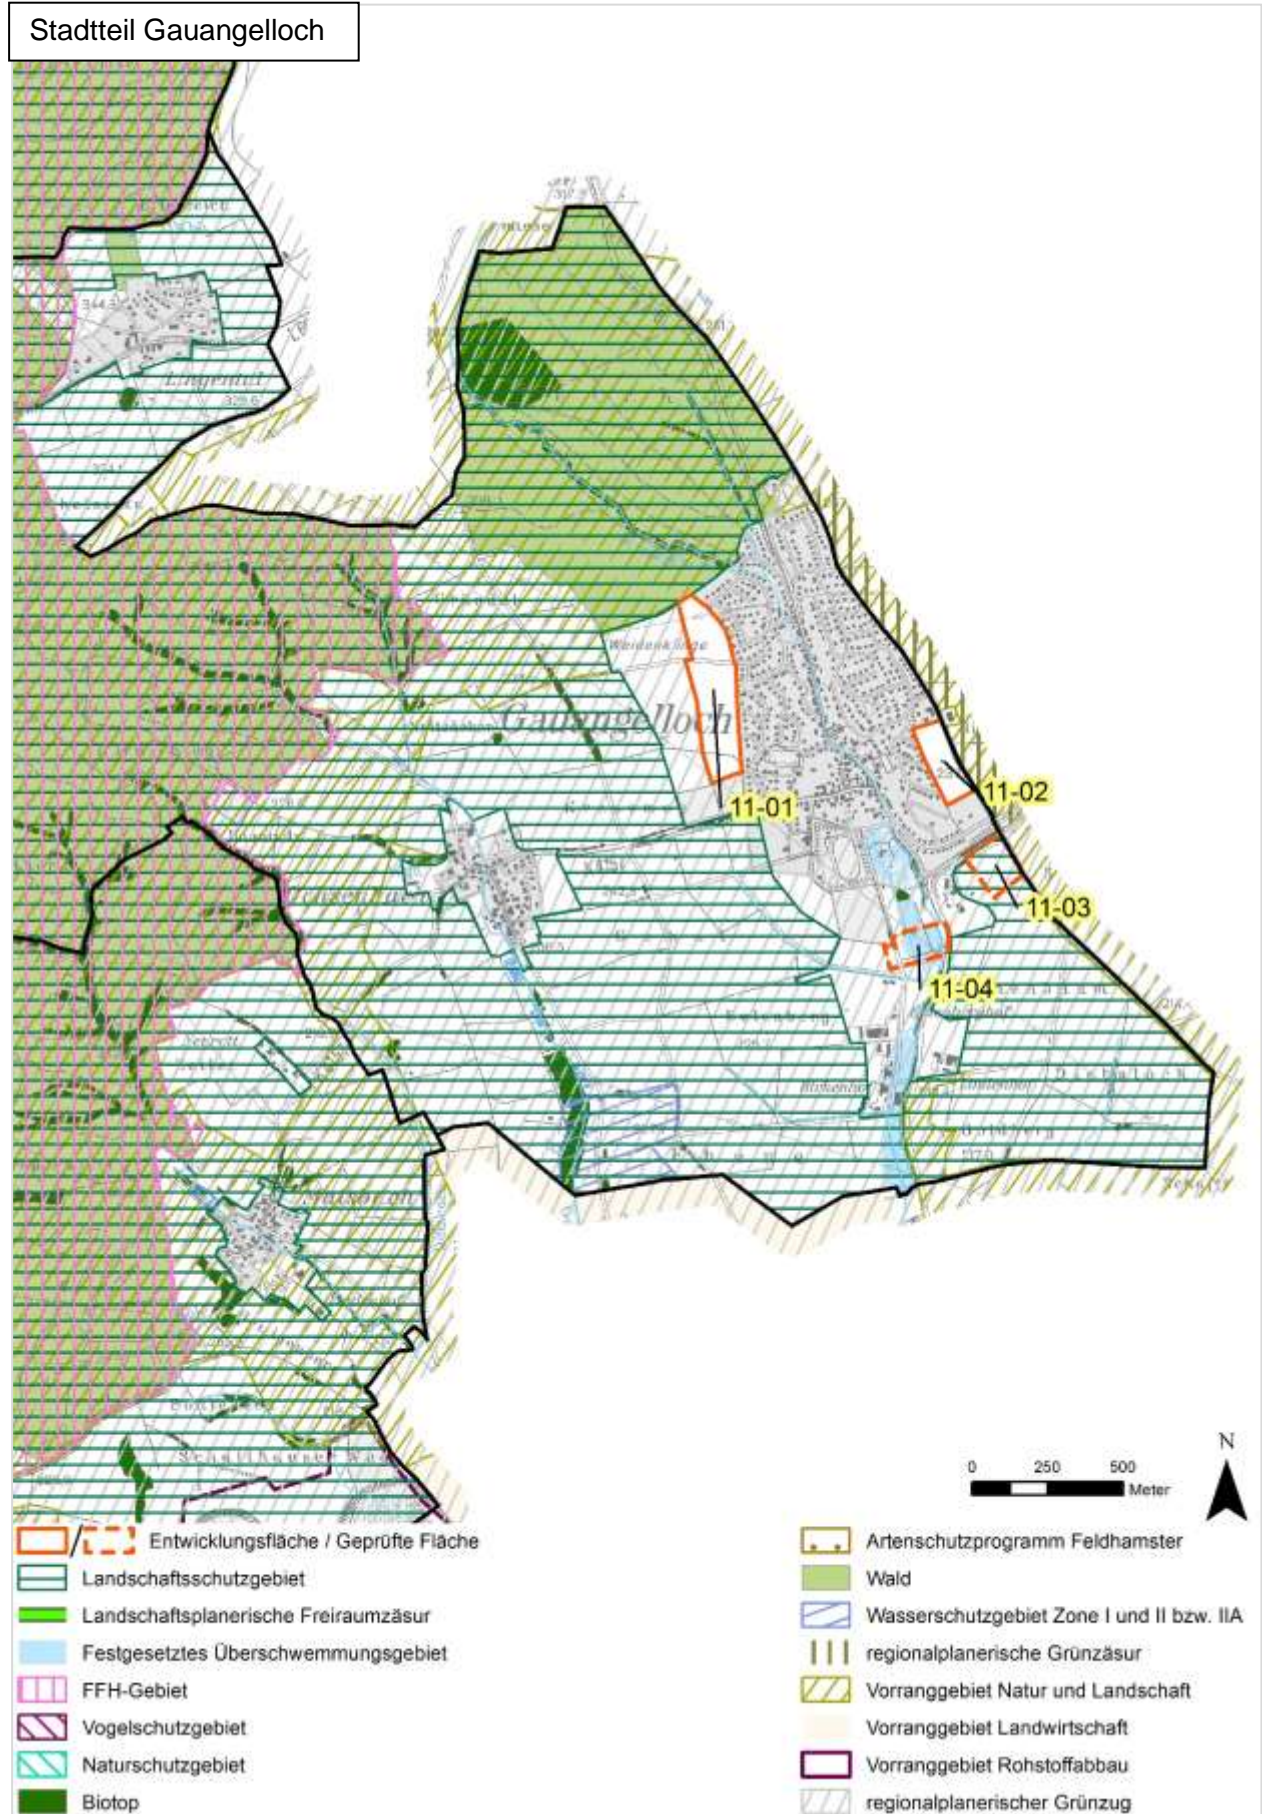 Stadtteil Gauangelloch
Lingental
Weidenklinge
Gauangelloch
11-01
11-02
11-03
11-04
N
0 250 500
Meter
Entwicklungsfläche / Geprüfte Fläche
Landschaftsschutzgebiet
Landschaftsplanerische Freiraumzäsur
Festgesetztes Überschwemmungsgebiet
FFH-Gebiet
Vogelschutzgebiet
Naturschutzgebiet
Biotop
Artenschutzprogramm Feldhamster
Wald
Wasserschutzgebiet Zone I und II bzw. IIA
regionalplanerische Grünzäsur
Vorranggebiet Natur und Landschaft
Vorranggebiet Landwirtschaft
Vorranggebiet Rohstoffabbau
regionalplanerischer Grünzug